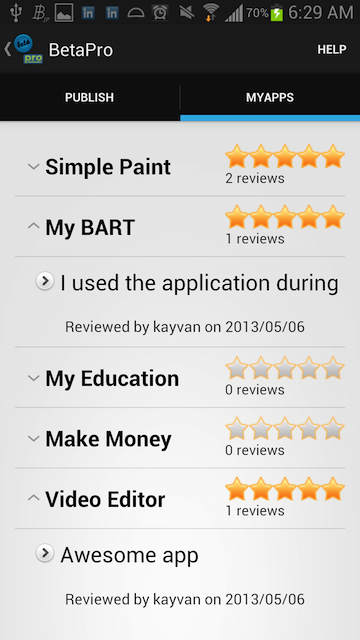 70% 6:29 AM
beta pro BetaPro HELP
PUBLISH MYAPPS
Simple Paint
2 reviews
My BART
1 reviews
I used the application during
Reviewed by kayvan on 2013/05/06
My Education
0 reviews
Make Money
0 reviews
Video Editor
1 reviews
Awesome app
Reviewed by kayvan on 2013/05/06